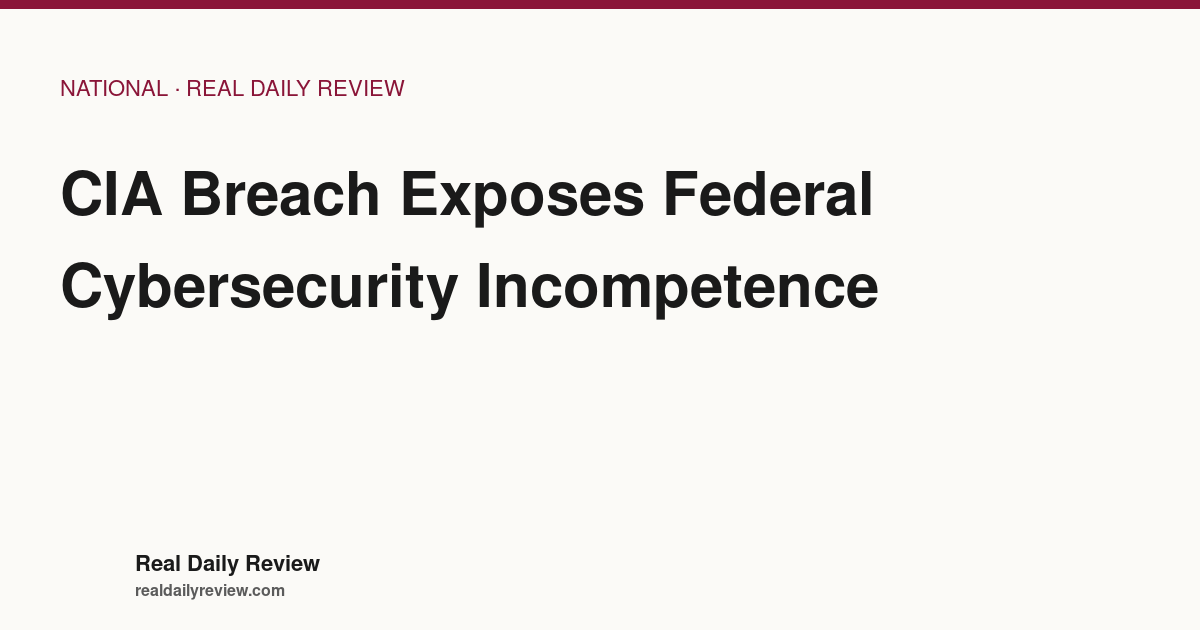 NATIONAL · REAL DAILY REVIEW
CIA Breach Exposes Federal
Cybersecurity Incompetence
Real Daily Review
realdailyreview.com